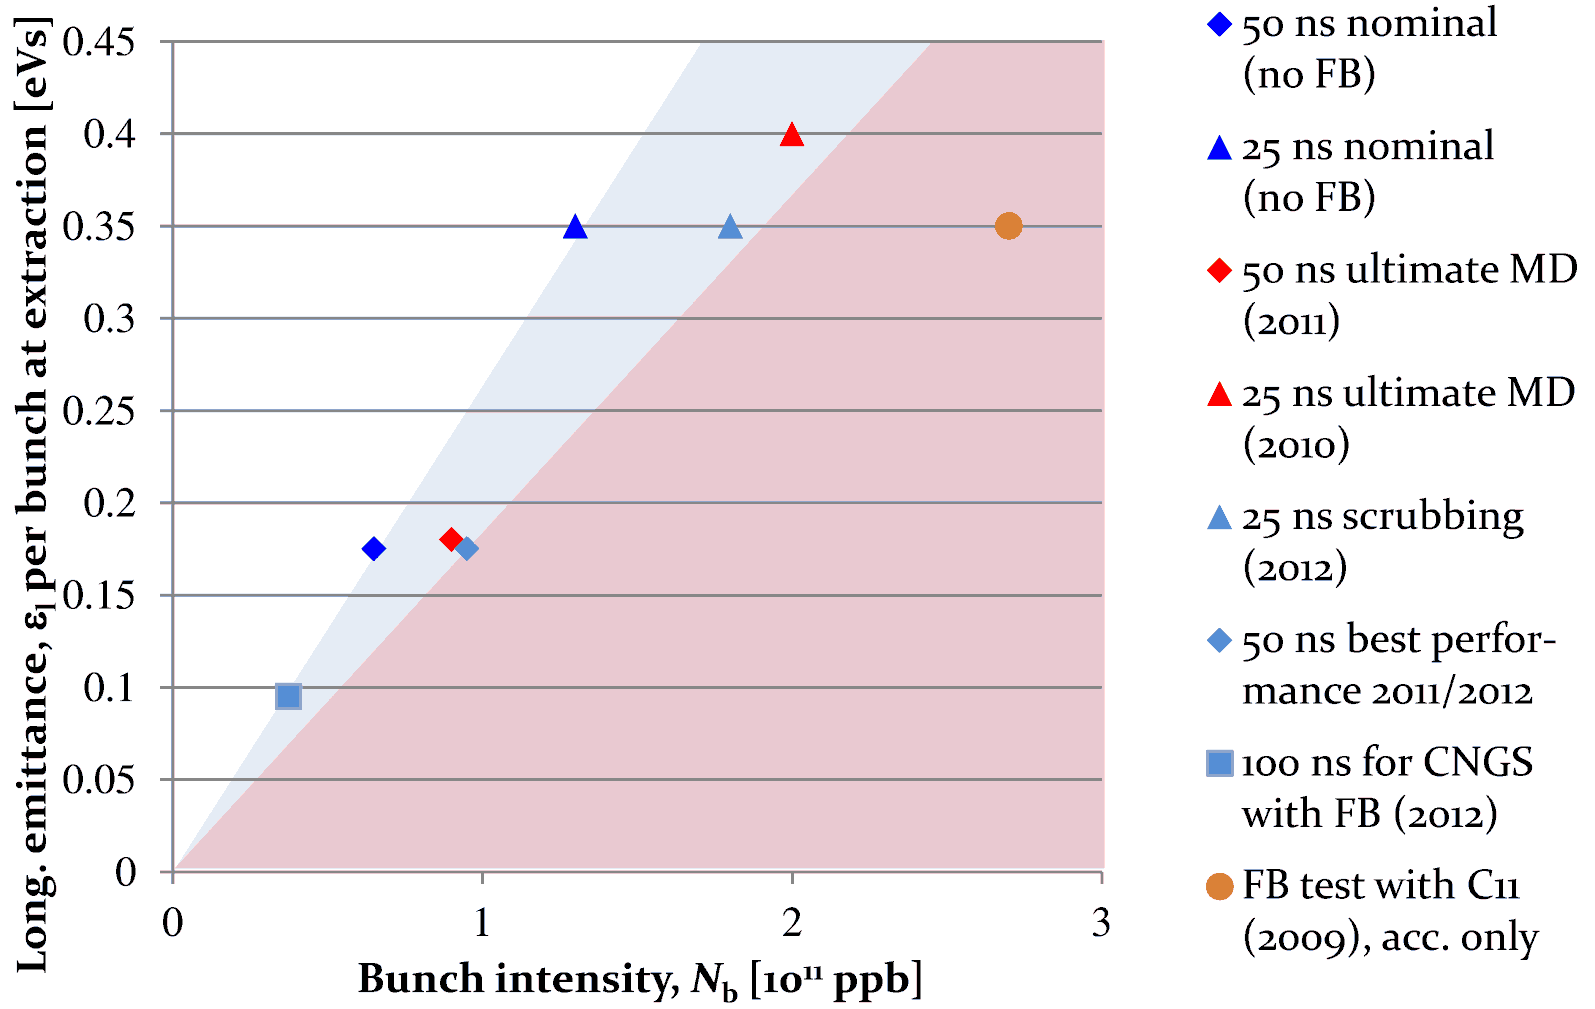 Long. emittance, εl per bunch at extraction [eVs]
0.45
0.4
0.35
0.3
0.25
0.2
0.15
0.1
0.05
0
0 1 2 3
Bunch intensity, Nb [10¹¹ ppb]
50 ns nominal
(no FB)
25 ns nominal
(no FB)
50 ns ultimate MD
(2011)
25 ns ultimate MD
(2010)
25 ns scrubbing
(2012)
50 ns best perfor-
mance 2011/2012
100 ns for CNGS
with FB (2012)
FB test with C11
(2009), acc. only